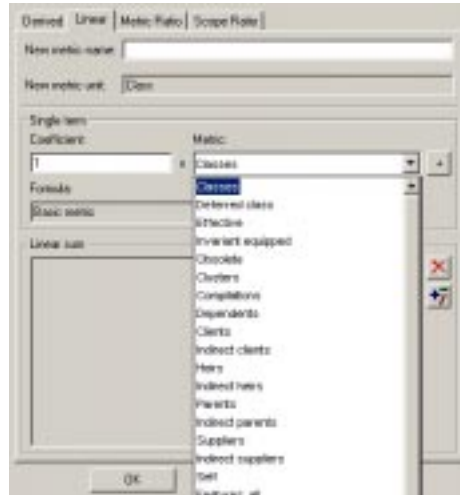 Derived Linear Metric Ratio Scope Ratio
New metric name:
New metric unit: Class
Single term
Coefficient Metric:
1 x Classes +
Formula:
Basic metric
Classes
Deferred class
Effective
Invariant equipped
Obsolete
Clusters
Compilations
Dependents
Clients
Indirect clients
Heirs
Indirect heirs
Parents
Indirect parents
Suppliers
Indirect suppliers
Self
Linear sum
OK